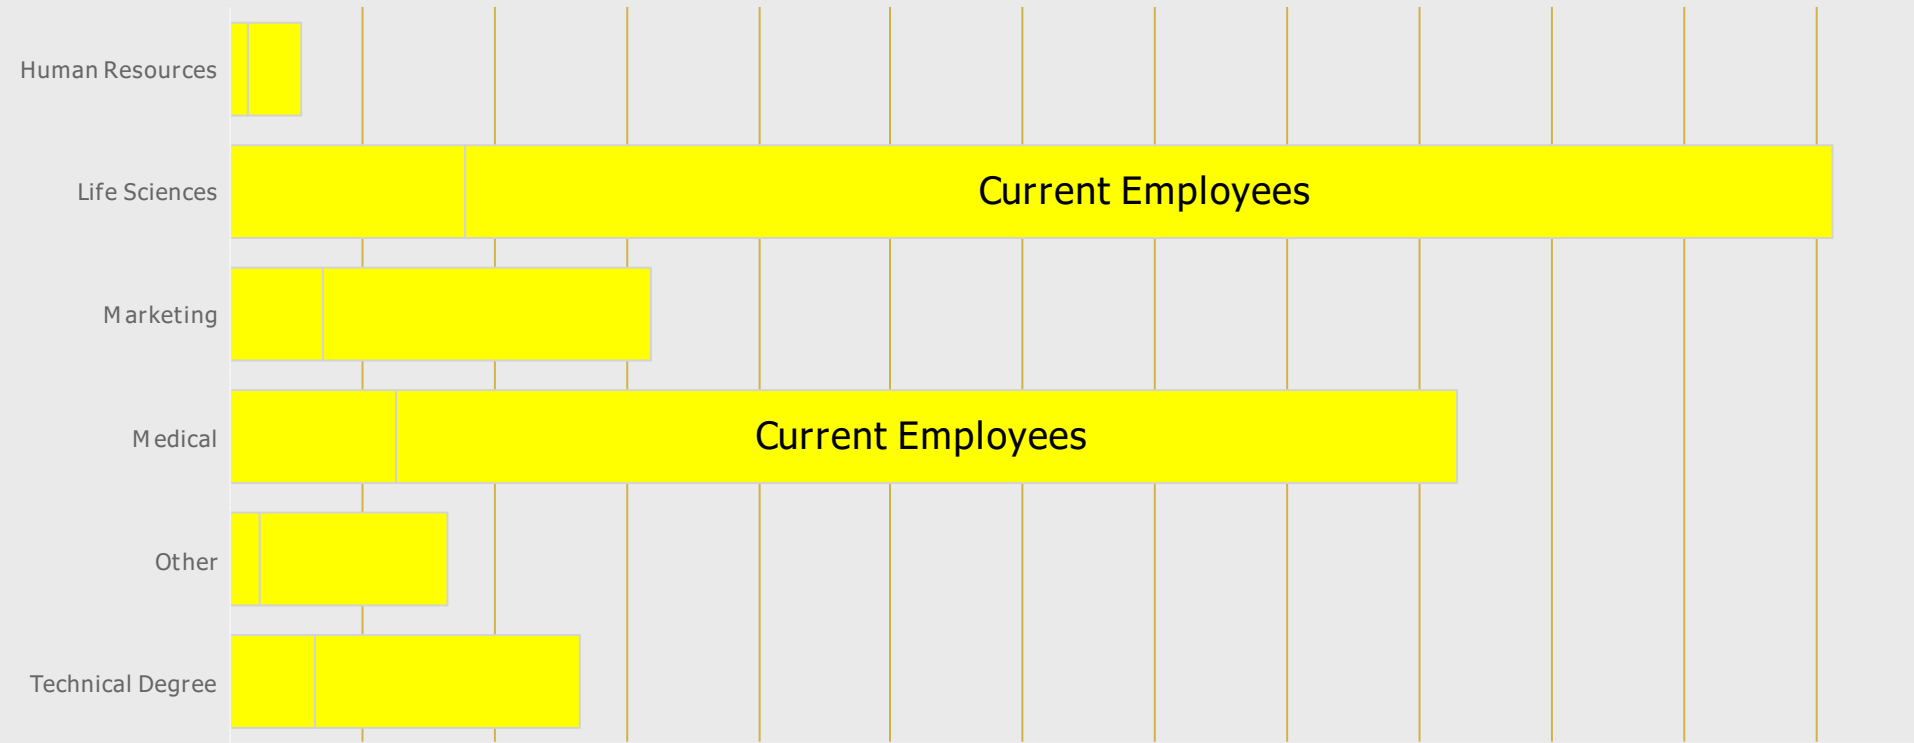 Human Resources
Life Sciences
Current Employees
Marketing
Medical
Current Employees
Other
Technical Degree